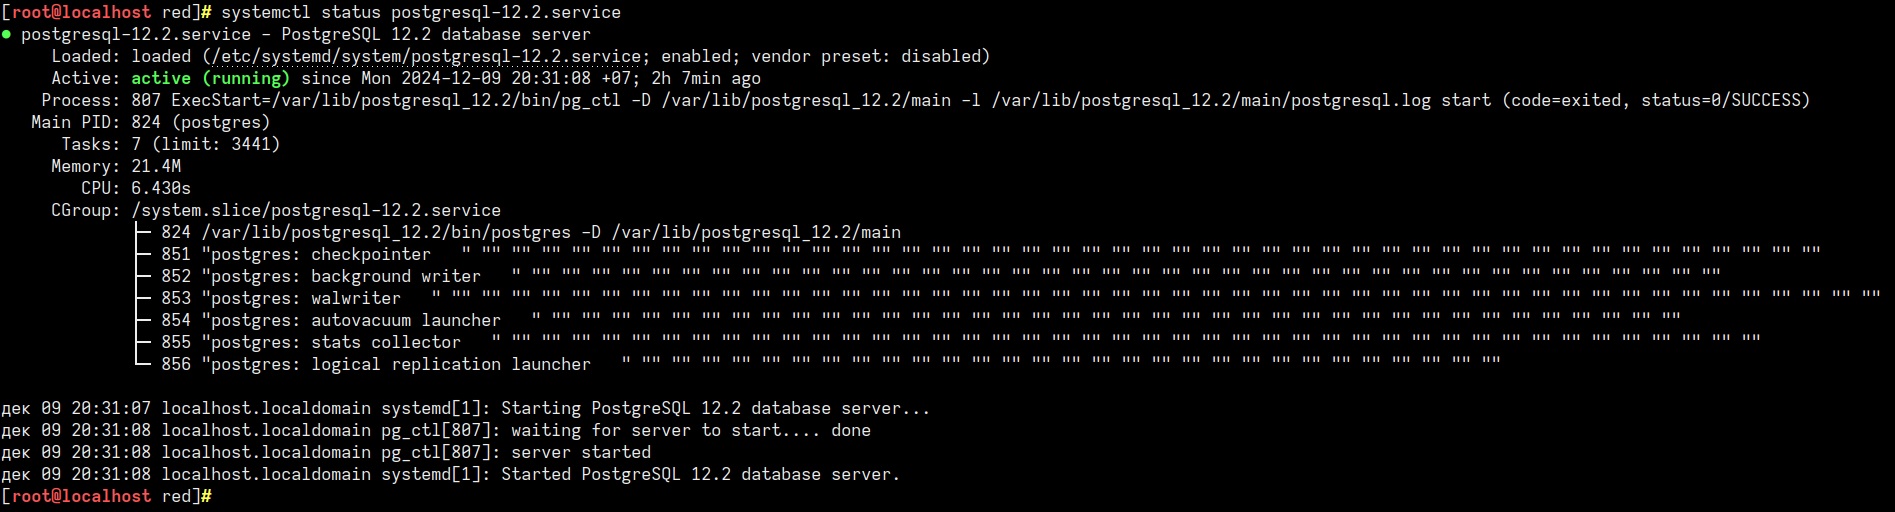 [root@localhost red]# systemctl status postgresql-12.2.service
● postgresql-12.2.service - PostgreSQL 12.2 database server
Loaded: loaded (/etc/systemd/system/postgresql-12.2.service; enabled; vendor preset: disabled)
Active: active (running) since Mon 2024-12-09 20:31:08 +07; 2h 7min ago
Process: 807 ExecStart=/var/lib/postgresql_12.2/bin/pg_ctl -D /var/lib/postgresql_12.2/main -l /var/lib/postgresql_12.2/main/postgresql.log start (code=exited, status=0/SUCCESS)
Main PID: 824 (postgres)
Tasks: 7 (limit: 3441)
Memory: 21.4M
CPU: 6.430s
CGroup: /system.slice/postgresql-12.2.service
├─ 824 /var/lib/postgresql_12.2/bin/postgres -D /var/lib/postgresql_12.2/main
├─ 851 "postgres: checkpointer   " "" "" "" "" "" "" "" "" "" "" "" "" "" "" "" "" "" "" "" "" "" "" "" "" "" "" "" "" "" "" "" "" "" "" "" "" "" "" "" "" "" "" "" "" ""
├─ 852 "postgres: background writer   " "" "" "" "" "" "" "" "" "" "" "" "" "" "" "" "" "" "" "" "" "" "" "" "" "" "" "" "" "" "" "" "" "" "" "" "" "" "" "" ""
├─ 853 "postgres: walwriter   " "" "" "" "" "" "" "" "" "" "" "" "" "" "" "" "" "" "" "" "" "" "" "" "" "" "" "" "" "" "" "" "" "" "" "" "" "" "" "" "" "" "" "" "" "" "" "" ""
├─ 854 "postgres: autovacuum launcher   " "" "" "" "" "" "" "" "" "" "" "" "" "" "" "" "" "" "" "" "" "" "" "" "" "" "" "" "" "" "" "" "" "" "" "" "" "" ""
├─ 855 "postgres: stats collector   " "" "" "" "" "" "" "" "" "" "" "" "" "" "" "" "" "" "" "" "" "" "" "" "" "" "" "" "" "" "" "" "" "" "" "" "" "" "" "" "" "" ""
└─ 856 "postgres: logical replication launcher   " "" "" "" "" "" "" "" "" "" "" "" "" "" "" "" "" "" "" "" "" "" "" "" "" "" "" "" "" ""
дек 09 20:31:07 localhost.localdomain systemd[1]: Starting PostgreSQL 12.2 database server...
дек 09 20:31:08 localhost.localdomain pg_ctl[807]: waiting for server to start.... done
дек 09 20:31:08 localhost.localdomain pg_ctl[807]: server started
дек 09 20:31:08 localhost.localdomain systemd[1]: Started PostgreSQL 12.2 database server.
[root@localhost red]#